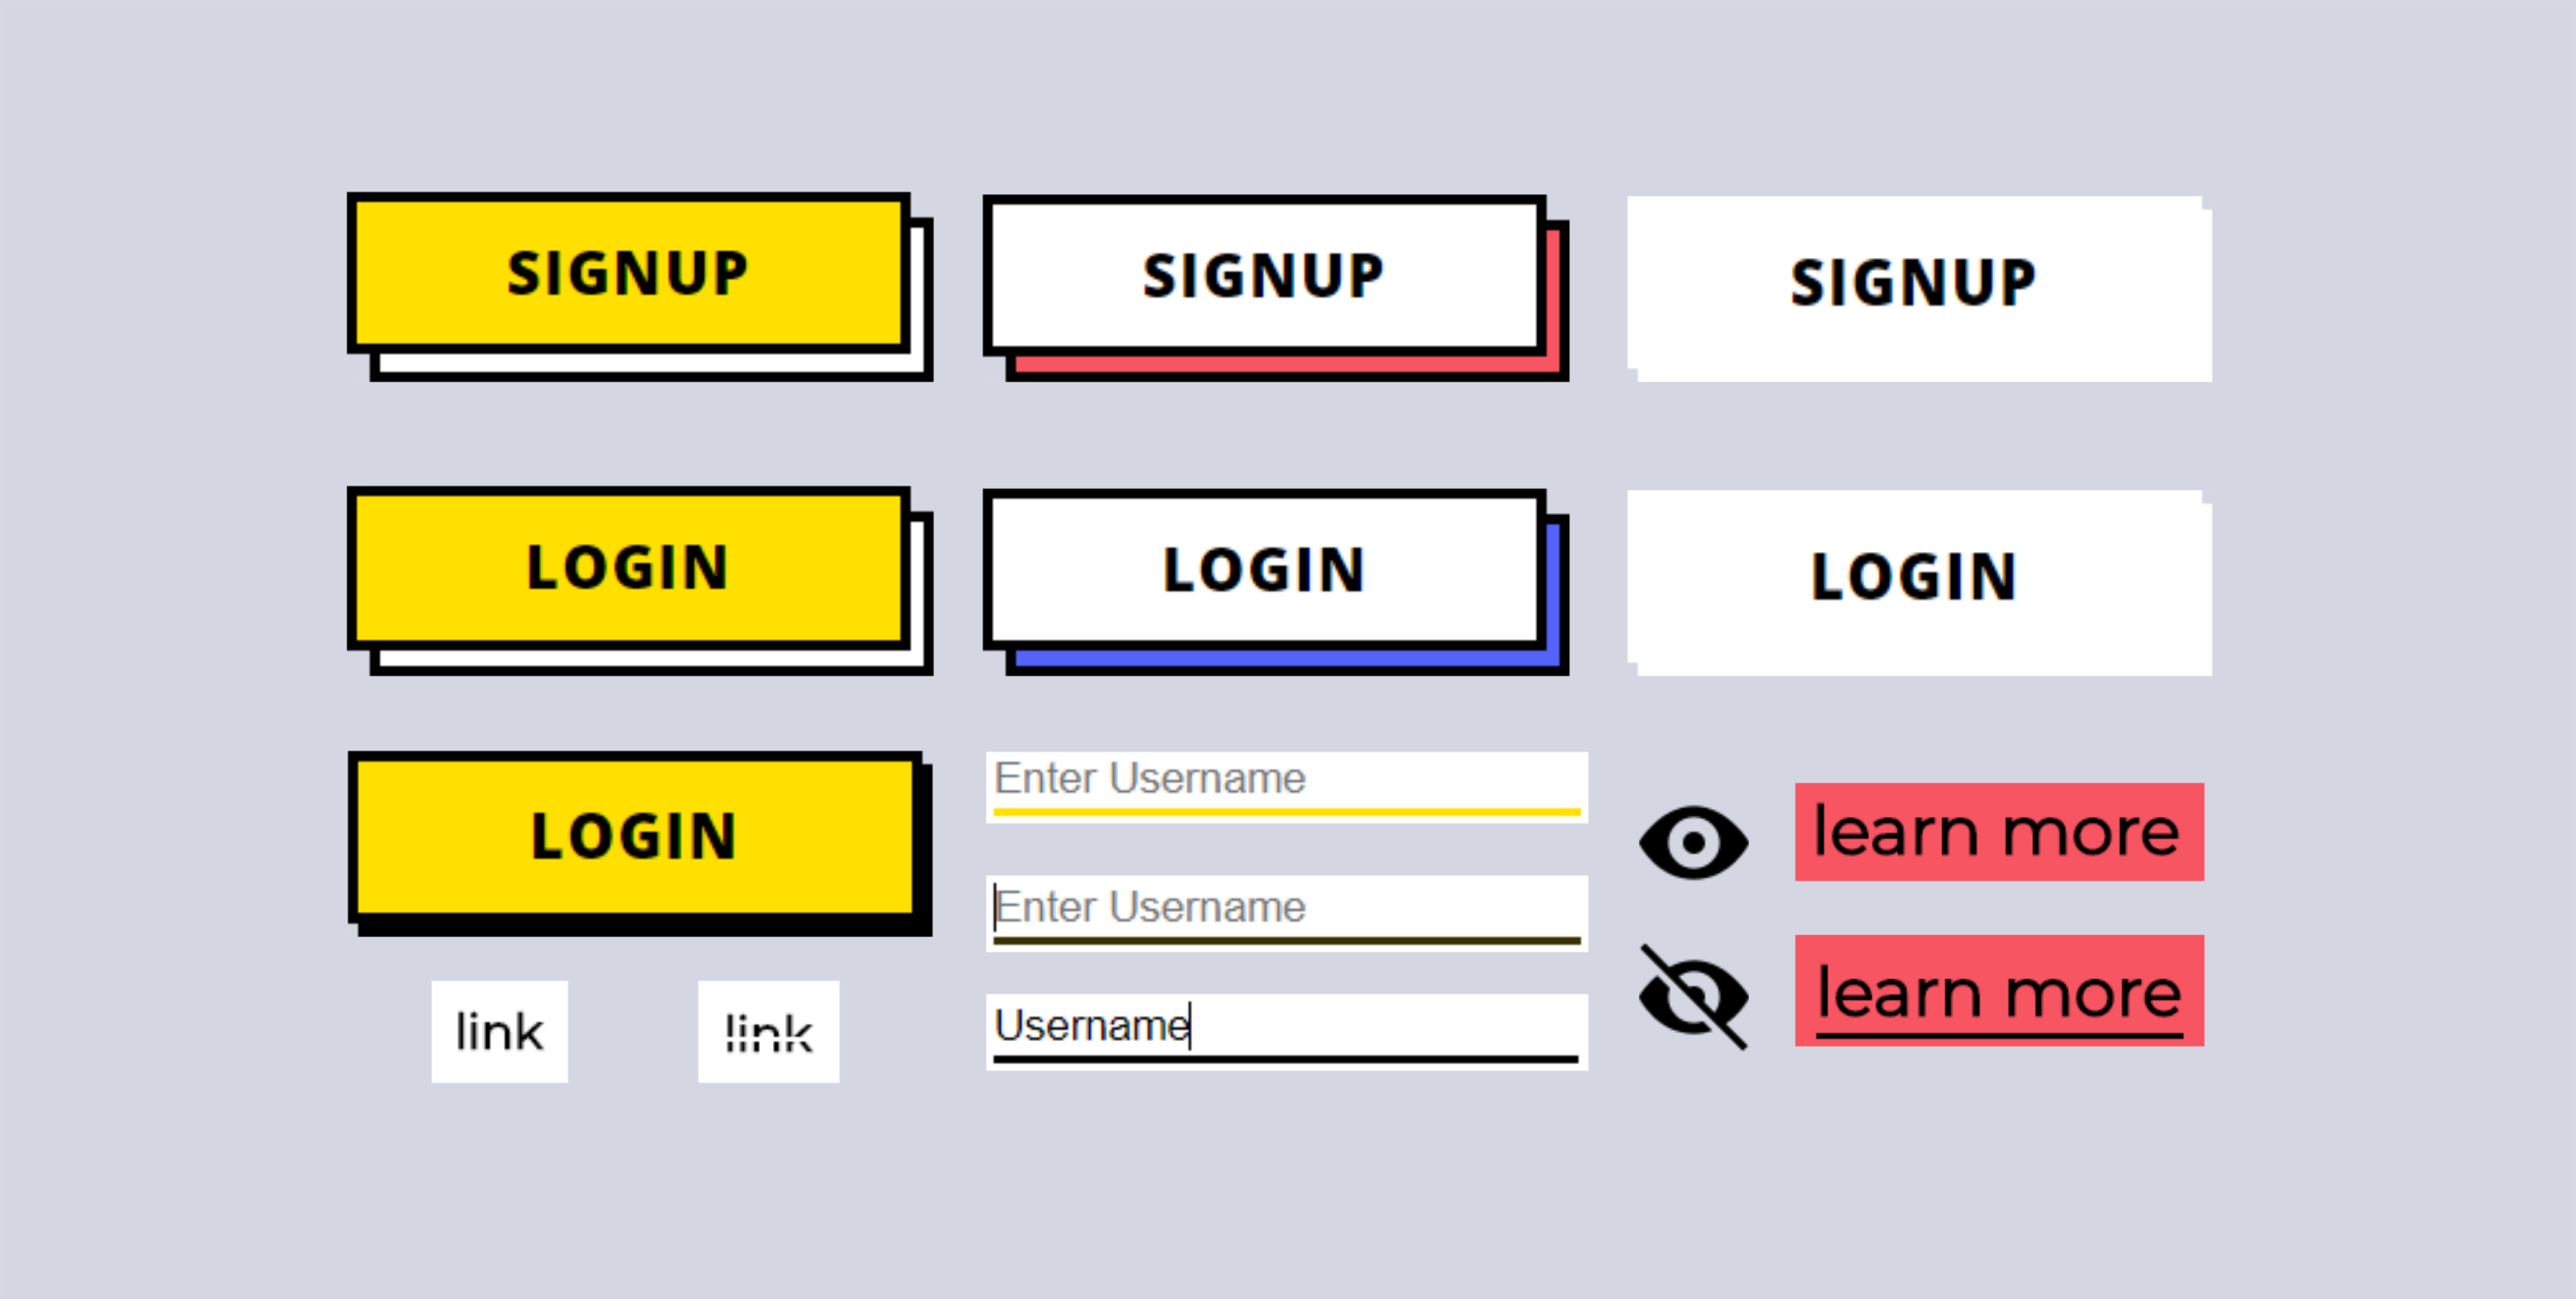 SIGNUP
SIGNUP
SIGNUP
LOGIN
LOGIN
LOGIN
LOGIN
Enter Username
Enter Username
Username
learn more
learn more
link
link